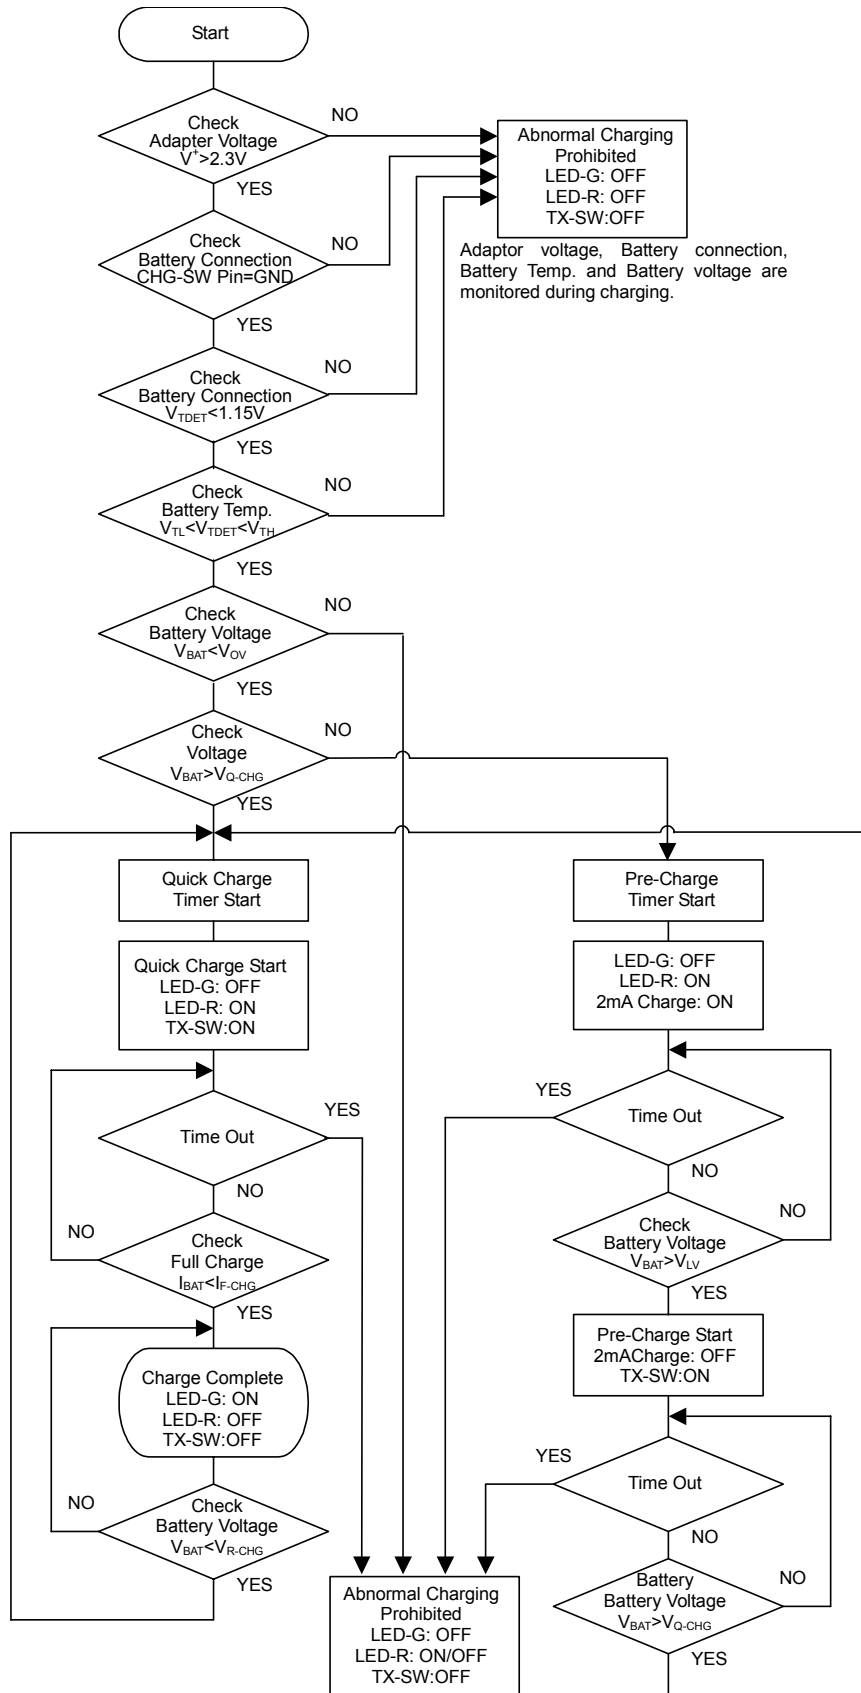 Start
Check
Adapter Voltage
V+>2.3V
NO
YES
Abnormal Charging
Prohibited
LED-G: OFF
LED-R: OFF
TX-SW:OFF
Adaptor voltage, Battery connection,
Battery Temp. and Battery voltage are
monitored during charging.
Check
Battery Connection
CHG-SW Pin=GND
NO
YES
Check
Battery Connection
VTDET<1.15V
NO
YES
Check
Battery Temp.
VTL<VTDET<VTH
NO
YES
Check
Battery Voltage
VBAT<VOV
NO
YES
Check
Voltage
VBAT>VQ-CHG
NO
YES
Quick Charge
Timer Start
Quick Charge Start
LED-G: OFF
LED-R: ON
TX-SW:ON
Time Out
YES
NO
Check
Full Charge
IBAT<IF-CHG
NO
YES
Charge Complete
LED-G: ON
LED-R: OFF
TX-SW:OFF
Check
Battery Voltage
VBAT<VR-CHG
NO
YES
Pre-Charge
Timer Start
LED-G: OFF
LED-R: ON
2mA Charge: ON
Time Out
YES
NO
Check
Battery Voltage
VBAT>VLV
NO
YES
Pre-Charge Start
2mACharge: OFF
TX-SW:ON
Time Out
YES
NO
Battery
Battery Voltage
VBAT>VQ-CHG
NO
YES
Abnormal Charging
Prohibited
LED-G: OFF
LED-R: ON/OFF
TX-SW:OFF